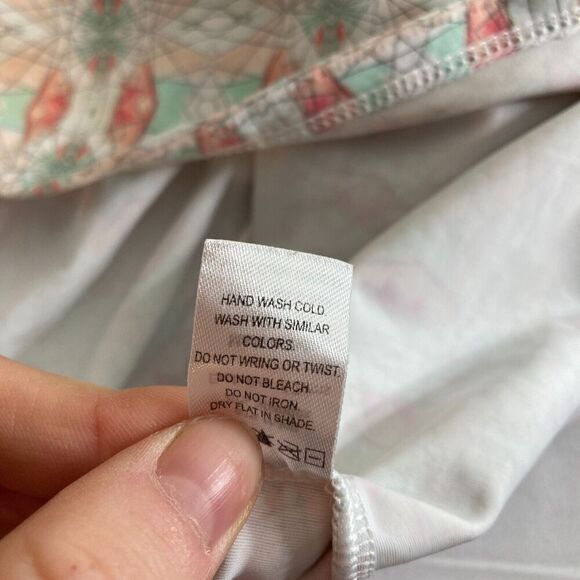 HAND WASH COLD
WASH WITH SIMILAR
COLORS
DO NOT WRING OR TWIST
DO NOT BLEACH.
DO NOT IRON
DRY FLAT IN SHADE.